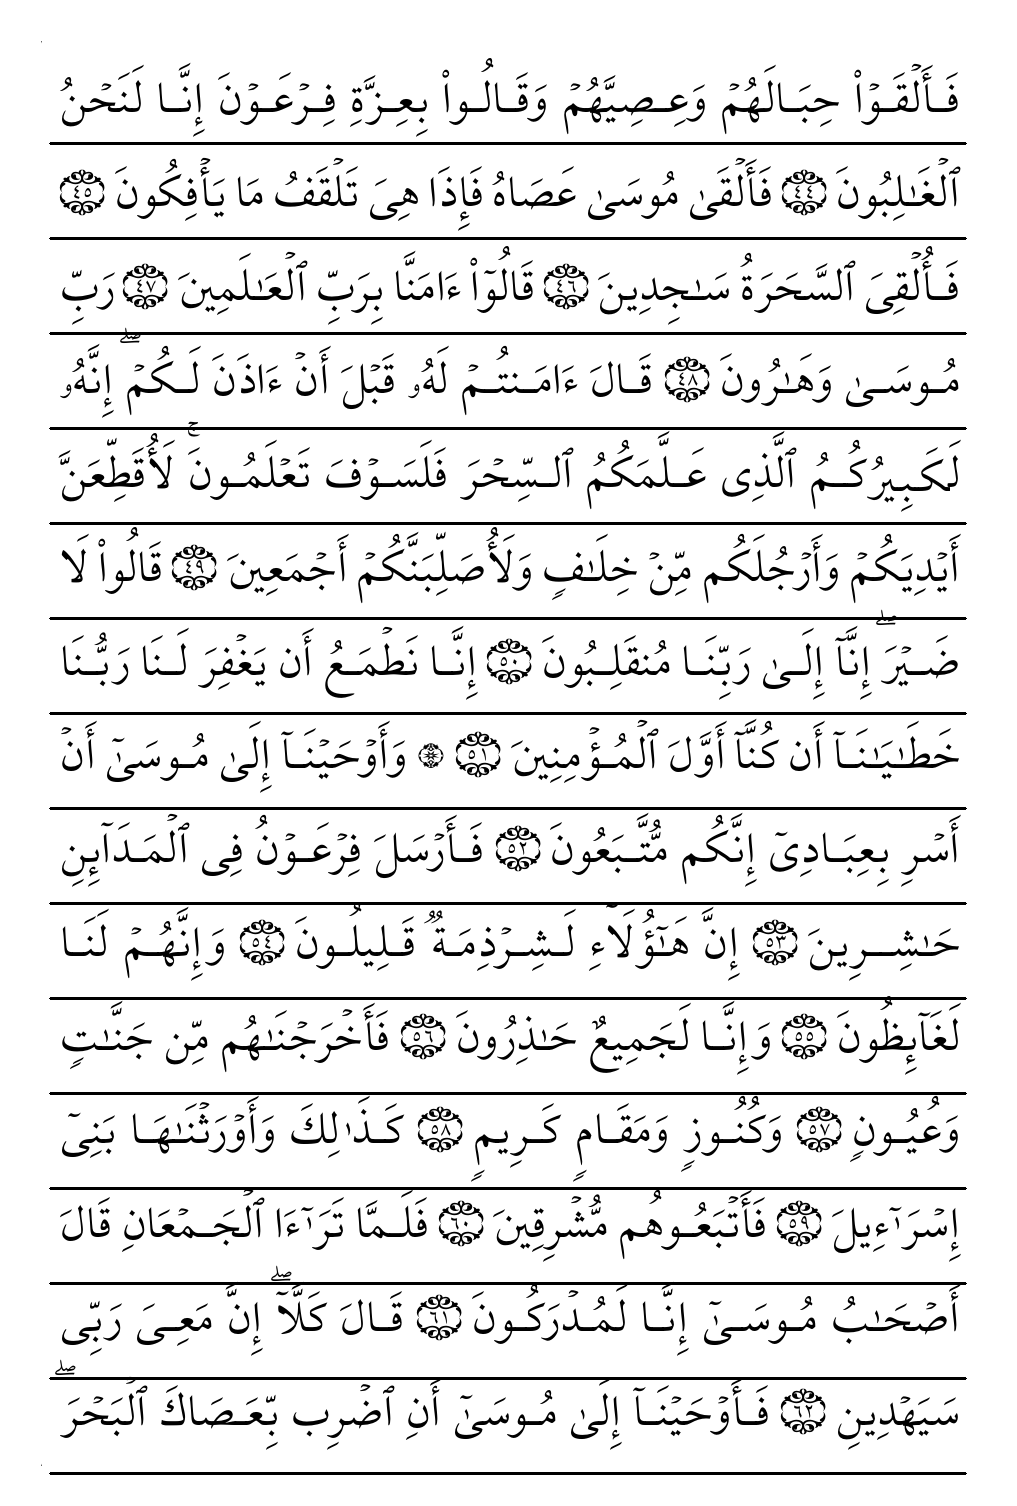 فَأَلۡقَوۡاْ حِبَالَهُمۡ وَعِصِيَّهُمۡ وَقَالُواْ بِعِزَّةِ فِرۡعَوۡنَ إِنَّا لَنَحۡنُ
ٱلۡغَٰلِبُونَ ٤٤ فَأَلۡقَىٰ مُوسَىٰ عَصَاهُ فَإِذَا هِيَ تَلۡقَفُ مَا يَأۡفِكُونَ ٤٥
فَأُلۡقِيَ ٱلسَّحَرَةُ سَٰجِدِينَ ٤٦ قَالُوٓاْ ءَامَنَّا بِرَبِّ ٱلۡعَٰلَمِينَ ٤٧ رَبِّ
مُوسَىٰ وَهَٰرُونَ ٤٨ قَالَ ءَامَنتُمۡ لَهُۥ قَبۡلَ أَنۡ ءَاذَنَ لَكُمۡۖ إِنَّهُۥ
لَكَبِيرُكُمُ ٱلَّذِي عَلَّمَكُمُ ٱلسِّحۡرَ فَلَسَوۡفَ تَعۡلَمُونَۚ لَأُقَطِّعَنَّ
أَيۡدِيَكُمۡ وَأَرۡجُلَكُم مِّنۡ خِلَٰفٖ وَلَأُصَلِّبَنَّكُمۡ أَجۡمَعِينَ ٤٩ قَالُواْ لَا
ضَيۡرَۖ إِنَّآ إِلَىٰ رَبِّنَا مُنقَلِبُونَ ٥٠ إِنَّا نَطۡمَعُ أَن يَغۡفِرَ لَنَا رَبُّنَا
خَطَٰيَٰنَآ أَن كُنَّآ أَوَّلَ ٱلۡمُؤۡمِنِينَ ٥١ ۞ وَأَوۡحَيۡنَآ إِلَىٰ مُوسَىٰٓ أَنۡ
أَسۡرِ بِعِبَادِيٓ إِنَّكُم مُّتَّبَعُونَ ٥٢ فَأَرۡسَلَ فِرۡعَوۡنُ فِي ٱلۡمَدَآئِنِ
حَٰشِرِينَ ٥٣ إِنَّ هَٰٓؤُلَآءِ لَشِرۡذِمَةٞ قَلِيلُونَ ٥٤ وَإِنَّهُمۡ لَنَا
لَغَآئِظُونَ ٥٥ وَإِنَّا لَجَمِيعٌ حَٰذِرُونَ ٥٦ فَأَخۡرَجۡنَٰهُم مِّن جَنَّٰتٖ
وَعُيُونٖ ٥٧ وَكُنُوزٖ وَمَقَامٖ كَرِيمٖ ٥٨ كَذَٰلِكَ وَأَوۡرَثۡنَٰهَا بَنِيٓ
إِسۡرَٰٓءِيلَ ٥٩ فَأَتۡبَعُوهُم مُّشۡرِقِينَ ٦٠ فَلَمَّا تَرَٰٓءَا ٱلۡجَمۡعَانِ قَالَ
أَصۡحَٰبُ مُوسَىٰٓ إِنَّا لَمُدۡرَكُونَ ٦١ قَالَ كَلَّآۖ إِنَّ مَعِيَ رَبِّي
سَيَهۡدِينِ ٦٢ فَأَوۡحَيۡنَآ إِلَىٰ مُوسَىٰٓ أَنِ ٱضۡرِب بِّعَصَاكَ ٱلۡبَحۡرَۖ